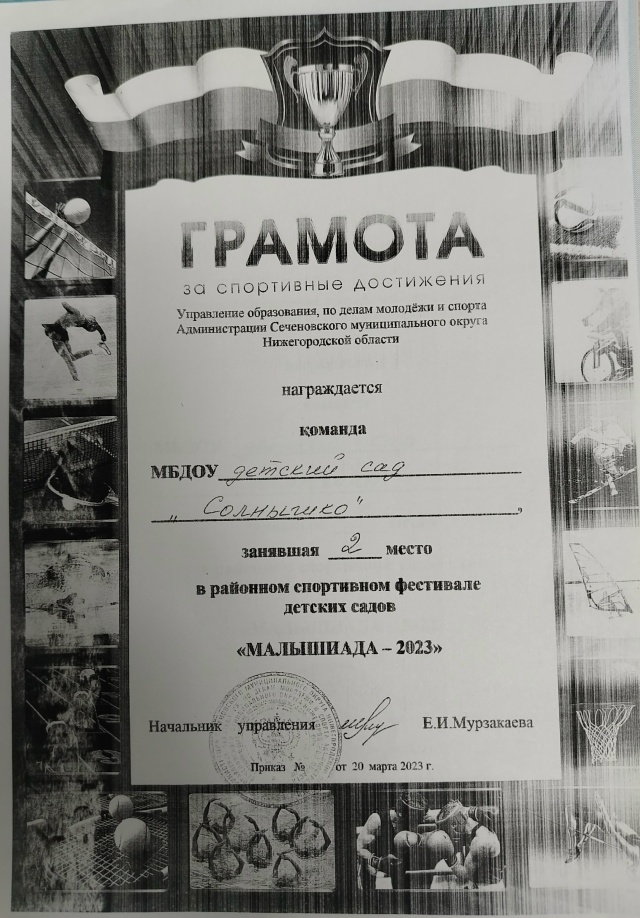 ГРАМОТА
за спортивные достижения
Управление образования, по делам молодёжи и спорта
Администрации Сеченовского муниципального округа
Нижегородской области
награждается
команда
МБДОУ детский сад
„Солнышко",
занявшая 2 место
в районном спортивном фестивале
детских садов
«МАЛЫШИАДА – 2023»
Начальник управления Е.И.Мурзакаева
Приказ № от 20 марта 2023 г.